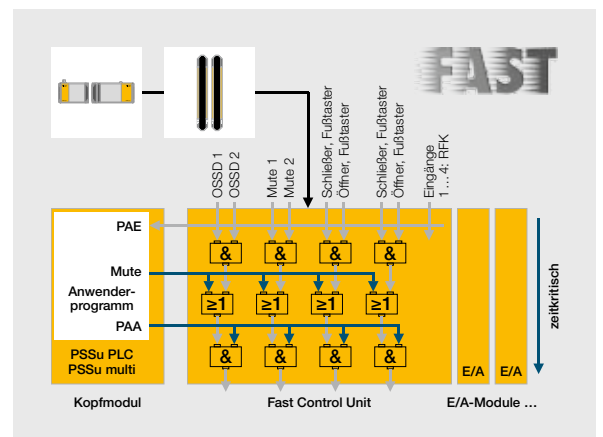 FAST
OSSD 1
OSSD 2
Mute 1
Mute 2
Schließer, Fußtaster
Öffner, Fußtaster
Schließer, Fußtaster
Öffner, Fußtaster
Eingänge
1 … 4: RFK
PAE
Mute
Anwender-
programm
PAA
PSSu PLC
PSSu multi
& & & &
≥1 ≥1 ≥1 ≥1
& & & &
E/A E/A
zeitkritisch
Kopfmodul
Fast Control Unit
E/A-Module …